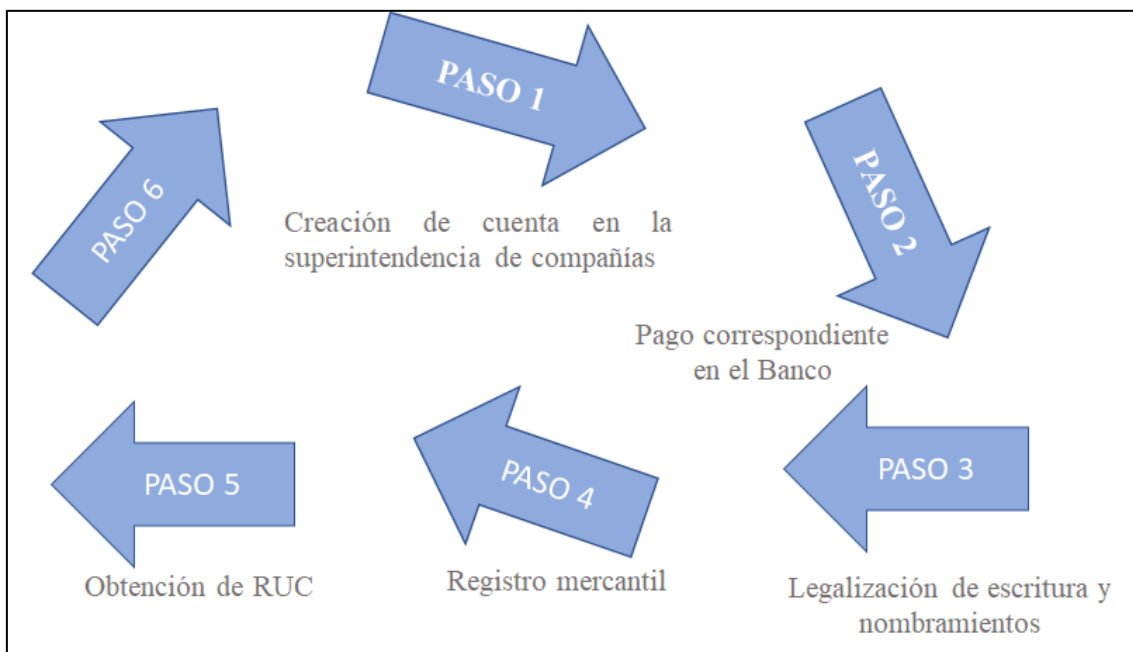 PASO 1
Creación de cuenta en la
superintendencia de compañías
PASO 2
Pago correspondiente
en el Banco
PASO 3
Legalización de escritura y
nombramientos
PASO 4
Registro mercantil
PASO 5
Obtención de RUC
PASO 6